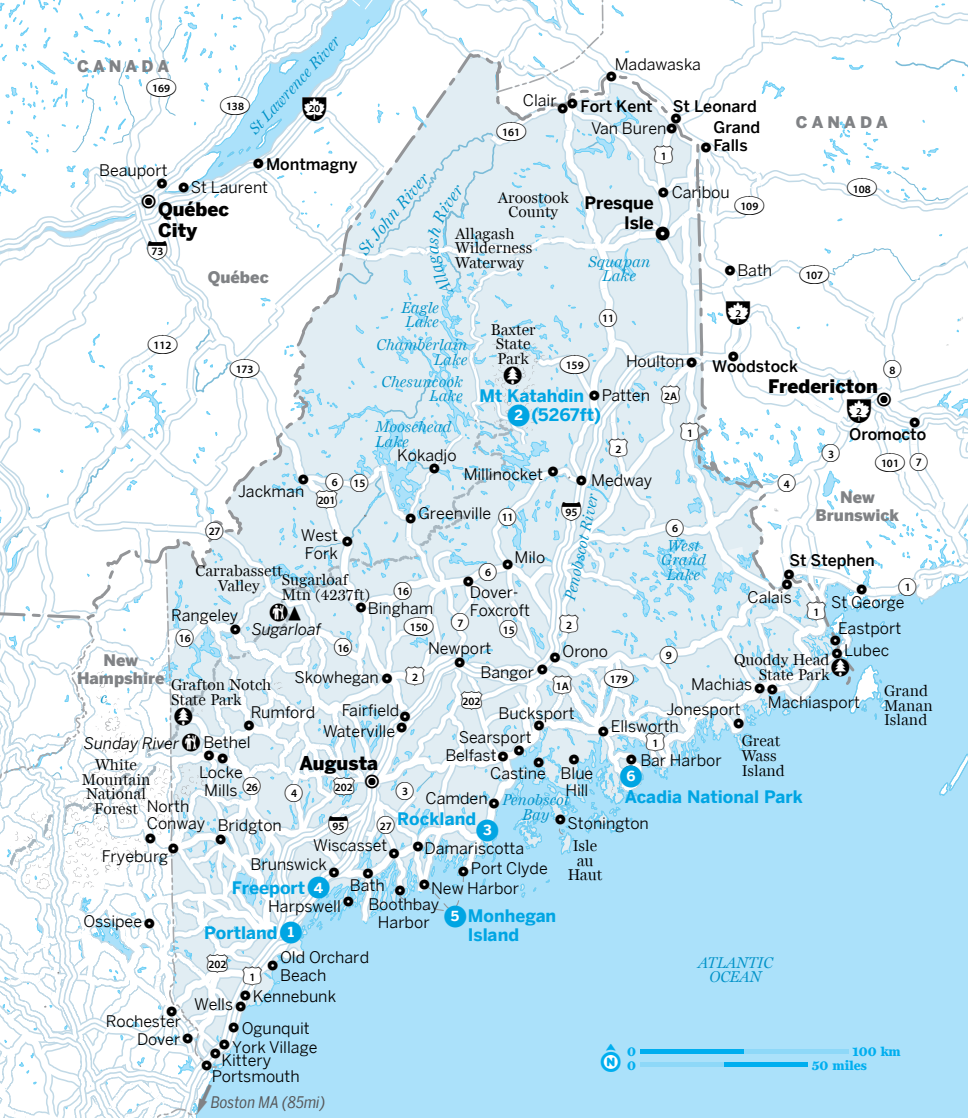 CANADA
169
138
St Lawrence River
20
Madawaska
Clair
Fort Kent
St Leonard
161
Van Buren
Grand
Falls
CANADA
1
Beauport
Montmagny
St Laurent
Québec
City
73
St John River
Allagash River
Aroostook
County
Caribou
108
109
Presque
Isle
Allagash
Wilderness
Waterway
Squapan
Lake
Québec
Bath
107
2
Eagle
Lake
11
Chamberlain
Lake
Baxter
State
Park
112
173
159
Houlton
Woodstock
8
Chesuncook
Lake
Mt Katahdin
2
(5267ft)
Patten
2A
Fredericton
2
Oromocto
Moosehead
Lake
Kokadjo
1
2
3
101
7
Jackman
6
15
201
Millinocket
Medway
4
New
Brunswick
Greenville
11
95
27
West
Fork
Penobscot River
6
West
Grand
Lake
Milo
6
Carrabassett
Valley
Sugarloaf
Mtn (4237ft)
St Stephen
Calais
1
St George
1
Dover-
Foxcroft
16
Bingham
Rangeley
Sugarloaf
150
7
15
2
16
Eastport
Lubec
16
Newport
Orono
9
Quoddy Head
State Park
New
Hampshire
Skowhegan
2
Bangor
1A
179
Machias
Machiasport
Grand
Manan
Island
Grafton Notch
State Park
202
Rumford
Fairfield
Waterville
Bucksport
Ellsworth
Jonesport
Sunday River
Bethel
Searsport
Belfast
1
Great
Wass
Island
Locke
Mills
Augusta
Castine
Blue
Hill
Bar Harbor
6
Acadia National Park
White
Mountain
National
Forest
26
4
202
3
Camden
Penobscot
Bay
Rockland
3
Stonington
North
Conway
Bridgton
95
27
Wiscasset
Damariscotta
Isle
au
Haut
Fryeburg
Brunswick
Port Clyde
Freeport
4
Bath
New Harbor
Harpswell
Boothbay
Harbor
5
Monhegan
Island
Ossipee
Portland
1
202
1
Old Orchard
Beach
ATLANTIC
OCEAN
Kennebunk
Wells
Rochester
Ogunquit
Dover
York Village
Kittery
Portsmouth
N
0
100 km
0
50 miles
Boston MA (85mi)